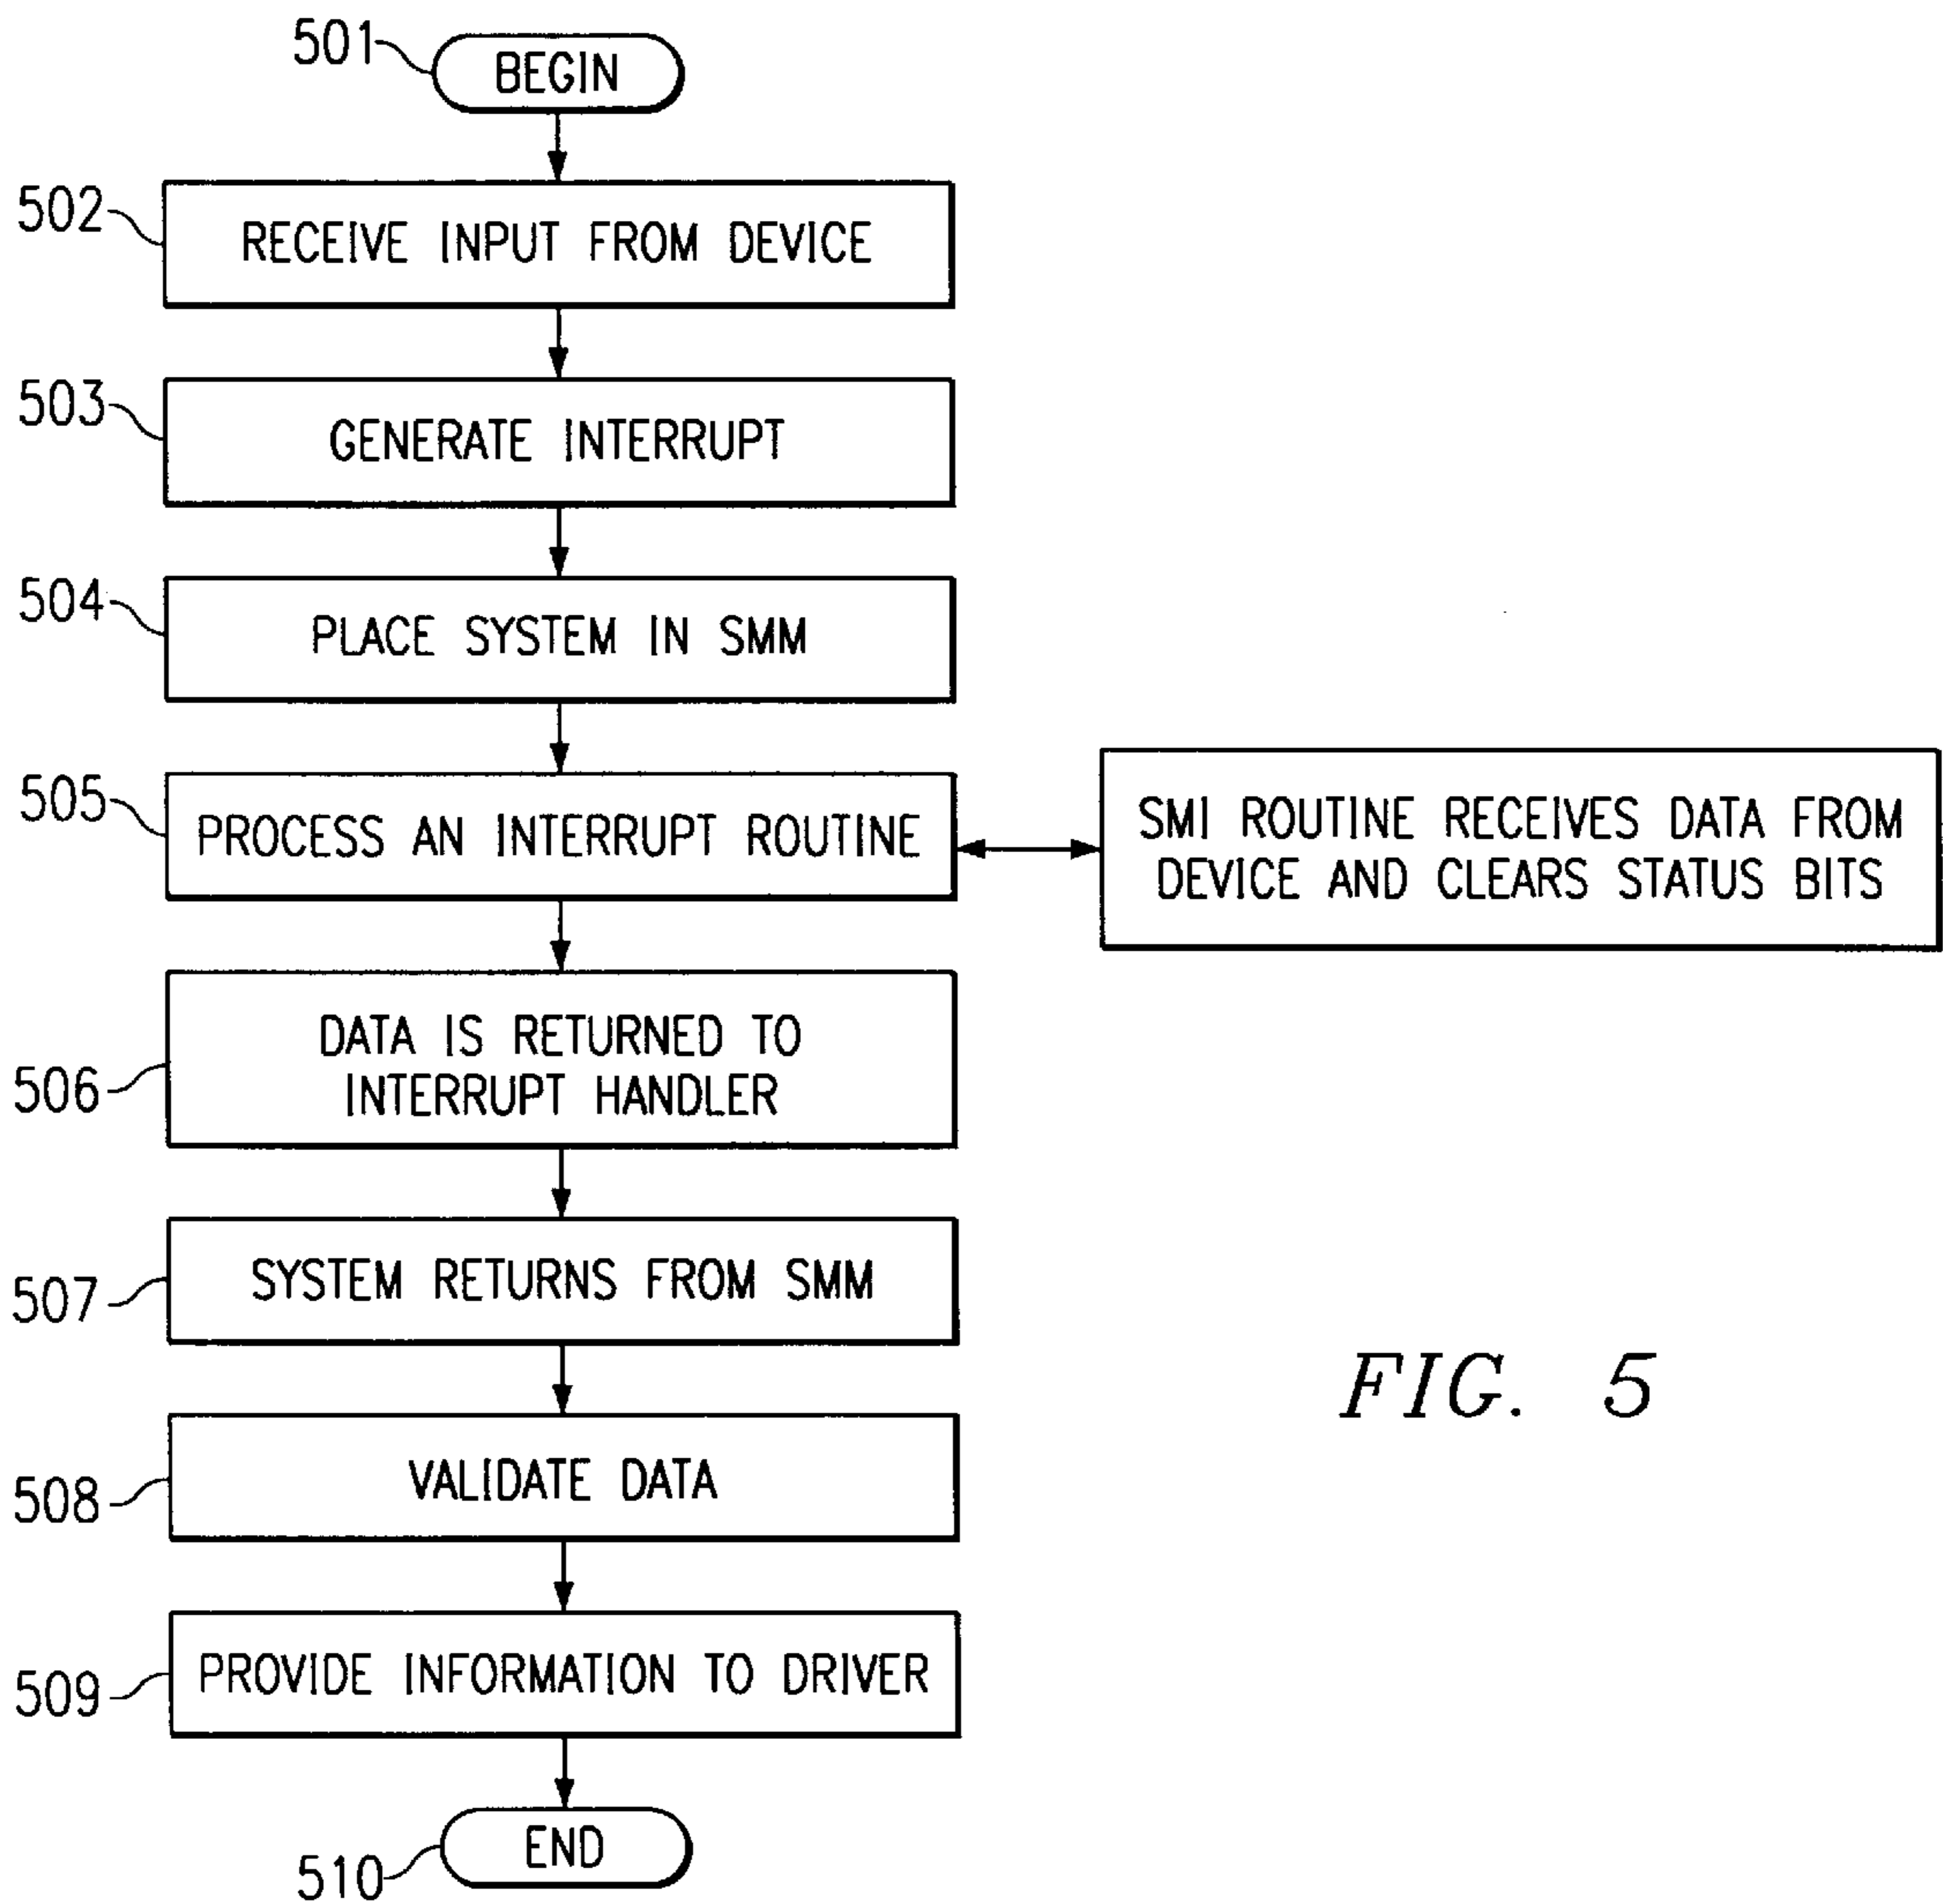 501
BEGIN
502
RECEIVE INPUT FROM DEVICE
503
GENERATE INTERRUPT
504
PLACE SYSTEM IN SMM
505
PROCESS AN INTERRUPT ROUTINE
SMI ROUTINE RECEIVES DATA FROM
DEVICE AND CLEARS STATUS BITS
506
DATA IS RETURNED TO
INTERRUPT HANDLER
507
SYSTEM RETURNS FROM SMM
508
VALIDATE DATA
509
PROVIDE INFORMATION TO DRIVER
510
END
FIG. 5